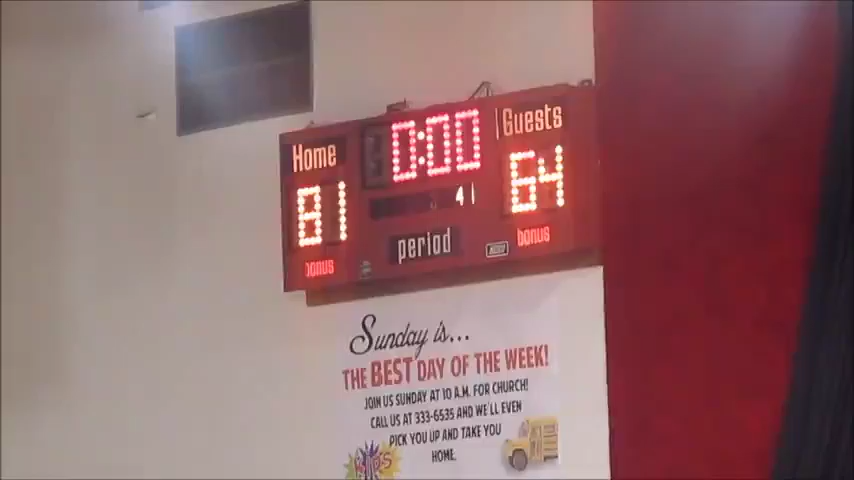 Home
0:00
Guests
81
64
4
period
bonus
bonus
Sunday is...
THE BEST DAY OF THE WEEK!
JOIN US SUNDAY AT 10 A.M. FOR CHURCH!
CALL US AT 333-6535 AND WE'LL EVEN
PICK YOU UP AND TAKE YOU
HOME.